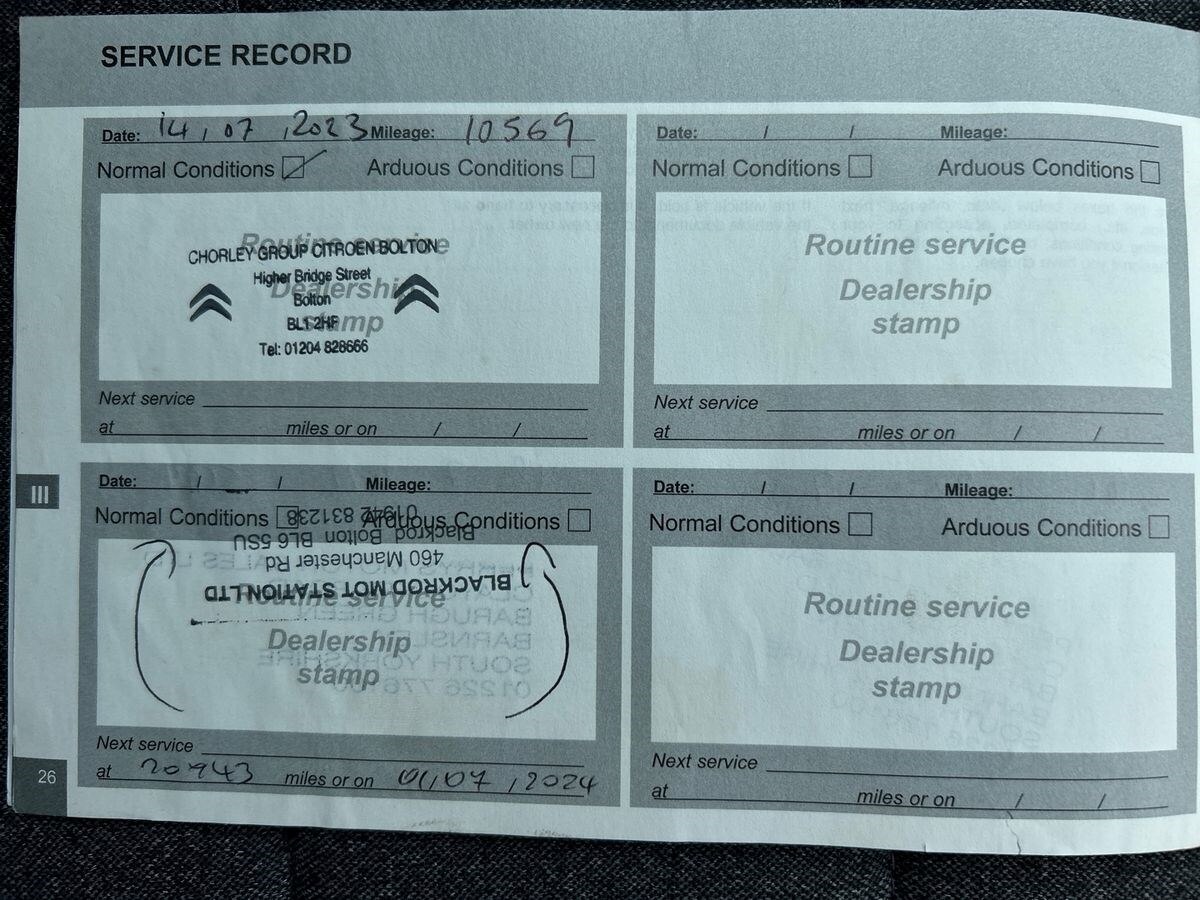 SERVICE RECORD
Date: 14, 07, 2023 Mileage: 10569
Normal Conditions Arduous Conditions
Routine service
CHORLEY GROUP CITROEN BOLTON
Higher Bridge Street
Dealership
Bolton
stamp
BL1 2HF
Tel: 01204 828666
Next service
at miles or on / /
Date: / / Mileage:
Normal Conditions Arduous Conditions
Routine service
Dealership
stamp
Next service
at miles or on / /
III
Date: / / Mileage:
Normal Conditions Arduous Conditions
BLACKROD MOT STATION LTD
460 Manchester Rd
Blackrod Bolton BL6 5SU
01942 831238
Routine service
Dealership
stamp
BARUGH GREEN
BARNSLEY
SOUTH YORKSHIRE
Next service
at 20943 miles or on 01/07, 2024
Date: / / Mileage:
Normal Conditions Arduous Conditions
Routine service
Dealership
stamp
Next service
at miles or on / /
26